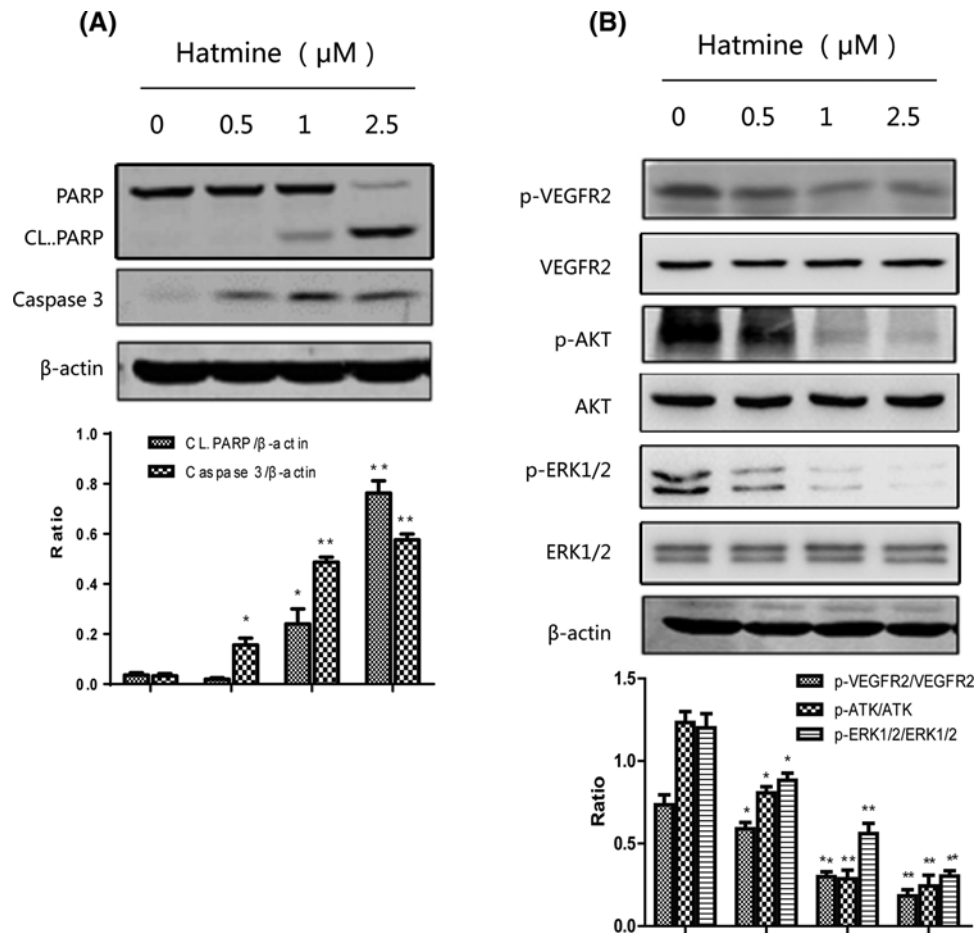 (A)
Hatmine ( μM )
0 0.5 1 2.5
PARP
CL..PARP
Caspase 3
β-actin
1.0
0.8
0.6
0.4
0.2
0.0
Ratio
CL.PARP/β-actin
Caspase 3/β-actin
*
*
**
**
**
(B)
Hatmine ( μM )
0 0.5 1 2.5
p-VEGFR2
VEGFR2
p-AKT
AKT
p-ERK1/2
ERK1/2
β-actin
1.5
1.0
0.5
0.0
Ratio
p-VEGFR2/VEGFR2
p-ATK/ATK
p-ERK1/2/ERK1/2
* * *
** ** **
** ** **